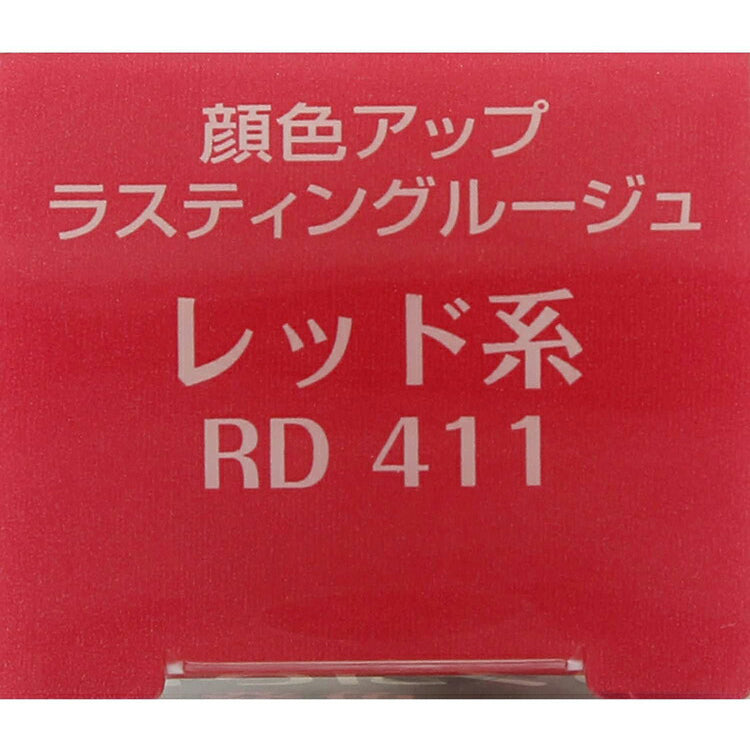 顔色アップ
ラスティングルージュ
レッド系
RD 411